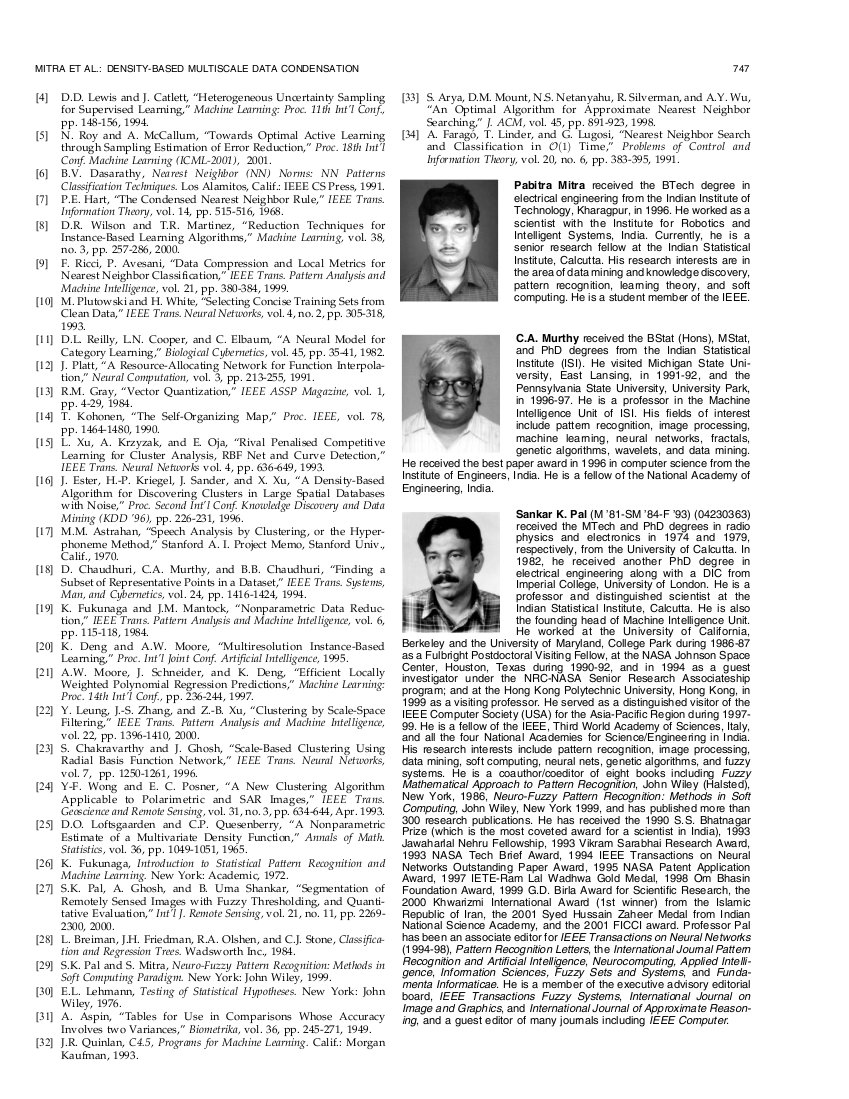 MITRA ET AL.: DENSITY-BASED MULTISCALE DATA CONDENSATION 747
[4] D.D. Lewis and J. Catlett, “Heterogeneous Uncertainty Sampling
for Supervised Learning,” Machine Learning: Proc. 11th Int’l Conf.,
pp. 148-156, 1994.
[5] N. Roy and A. McCallum, “Towards Optimal Active Learning
through Sampling Estimation of Error Reduction,” Proc. 18th Int’l
Conf. Machine Learning (ICML-2001), 2001.
[6] B.V. Dasarathy, Nearest Neighbor (NN) Norms: NN Patterns
Classification Techniques. Los Alamitos, Calif.: IEEE CS Press, 1991.
[7] P.E. Hart, “The Condensed Nearest Neighbor Rule,” IEEE Trans.
Information Theory, vol. 14, pp. 515-516, 1968.
[8] D.R. Wilson and T.R. Martinez, “Reduction Techniques for
Instance-Based Learning Algorithms,” Machine Learning, vol. 38,
no. 3, pp. 257-286, 2000.
[9] F. Ricci, P. Avesani, “Data Compression and Local Metrics for
Nearest Neighbor Classification,” IEEE Trans. Pattern Analysis and
Machine Intelligence, vol. 21, pp. 380-384, 1999.
[10] M. Plutowski and H. White, “Selecting Concise Training Sets from
Clean Data,” IEEE Trans. Neural Networks, vol. 4, no. 2, pp. 305-318,
1993.
[11] D.L. Reilly, L.N. Cooper, and C. Elbaum, “A Neural Model for
Category Learning,” Biological Cybernetics, vol. 45, pp. 35-41, 1982.
[12] J. Platt, “A Resource-Allocating Network for Function Interpola-
tion,” Neural Computation, vol. 3, pp. 213-255, 1991.
[13] R.M. Gray, “Vector Quantization,” IEEE ASSP Magazine, vol. 1,
pp. 4-29, 1984.
[14] T. Kohonen, “The Self-Organizing Map,” Proc. IEEE, vol. 78,
pp. 1464-1480, 1990.
[15] L. Xu, A. Krzyzak, and E. Oja, “Rival Penalised Competitive
Learning for Cluster Analysis, RBF Net and Curve Detection,”
IEEE Trans. Neural Networks vol. 4, pp. 636-649, 1993.
[16] J. Ester, H.-P. Kriegel, J. Sander, and X. Xu, “A Density-Based
Algorithm for Discovering Clusters in Large Spatial Databases
with Noise,” Proc. Second Int’l Conf. Knowledge Discovery and Data
Mining (KDD ’96), pp. 226-231, 1996.
[17] M.M. Astrahan, “Speech Analysis by Clustering, or the Hyper-
phoneme Method,” Stanford A. I. Project Memo, Stanford Univ.,
Calif., 1970.
[18] D. Chaudhuri, C.A. Murthy, and B.B. Chaudhuri, “Finding a
Subset of Representative Points in a Dataset,” IEEE Trans. Systems,
Man, and Cybernetics, vol. 24, pp. 1416-1424, 1994.
[19] K. Fukunaga and J.M. Mantock, “Nonparametric Data Reduc-
tion,” IEEE Trans. Pattern Analysis and Machine Intelligence, vol. 6,
pp. 115-118, 1984.
[20] K. Deng and A.W. Moore, “Multiresolution Instance-Based
Learning,” Proc. Int’l Joint Conf. Artificial Intelligence, 1995.
[21] A.W. Moore, J. Schneider, and K. Deng, “Efficient Locally
Weighted Polynomial Regression Predictions,” Machine Learning:
Proc. 14th Int’l Conf., pp. 236-244, 1997.
[22] Y. Leung, J.-S. Zhang, and Z.-B. Xu, “Clustering by Scale-Space
Filtering,” IEEE Trans. Pattern Analysis and Machine Intelligence,
vol. 22, pp. 1396-1410, 2000.
[23] S. Chakravarthy and J. Ghosh, “Scale-Based Clustering Using
Radial Basis Function Network,” IEEE Trans. Neural Networks,
vol. 7, pp. 1250-1261, 1996.
[24] Y-F. Wong and E. C. Posner, “A New Clustering Algorithm
Applicable to Polarimetric and SAR Images,” IEEE Trans.
Geoscience and Remote Sensing, vol. 31, no. 3, pp. 634-644, Apr. 1993.
[25] D.O. Loftsgaarden and C.P. Quesenberry, “A Nonparametric
Estimate of a Multivariate Density Function,” Annals of Math.
Statistics, vol. 36, pp. 1049-1051, 1965.
[26] K. Fukunaga, Introduction to Statistical Pattern Recognition and
Machine Learning. New York: Academic, 1972.
[27] S.K. Pal, A. Ghosh, and B. Uma Shankar, “Segmentation of
Remotely Sensed Images with Fuzzy Thresholding, and Quanti-
tative Evaluation,” Int’l J. Remote Sensing, vol. 21, no. 11, pp. 2269-
2300, 2000.
[28] L. Breiman, J.H. Friedman, R.A. Olshen, and C.J. Stone, Classifica-
tion and Regression Trees. Wadsworth Inc., 1984.
[29] S.K. Pal and S. Mitra, Neuro-Fuzzy Pattern Recognition: Methods in
Soft Computing Paradigm. New York: John Wiley, 1999.
[30] E.L. Lehmann, Testing of Statistical Hypotheses. New York: John
Wiley, 1976.
[31] A. Aspin, “Tables for Use in Comparisons Whose Accuracy
Involves two Variances,” Biometrika, vol. 36, pp. 245-271, 1949.
[32] J.R. Quinlan, C4.5, Programs for Machine Learning. Calif.: Morgan
Kaufman, 1993.
[33] S. Arya, D.M. Mount, N.S. Netanyahu, R. Silverman, and A.Y. Wu,
“An Optimal Algorithm for Approximate Nearest Neighbor
Searching,” J. ACM, vol. 45, pp. 891-923, 1998.
[34] A. Faragó, T. Linder, and G. Lugosi, “Nearest Neighbor Search
and Classification in O(1) Time,” Problems of Control and
Information Theory, vol. 20, no. 6, pp. 383-395, 1991.
Pabitra Mitra received the BTech degree in
electrical engineering from the Indian Institute of
Technology, Kharagpur, in 1996. He worked as a
scientist with the Institute for Robotics and
Intelligent Systems, India. Currently, he is a
senior research fellow at the Indian Statistical
Institute, Calcutta. His research interests are in
the area of data mining and knowledge discovery,
pattern recognition, learning theory, and soft
computing. He is a student member of the IEEE.
C.A. Murthy received the BStat (Hons), MStat,
and PhD degrees from the Indian Statistical
Institute (ISI). He visited Michigan State Uni-
versity, East Lansing, in 1991-92, and the
Pennsylvania State University, University Park,
in 1996-97. He is a professor in the Machine
Intelligence Unit of ISI. His fields of interest
include pattern recognition, image processing,
machine learning, neural networks, fractals,
genetic algorithms, wavelets, and data mining.
He received the best paper award in 1996 in computer science from the
Institute of Engineers, India. He is a fellow of the National Academy of
Engineering, India.
Sankar K. Pal (M ’81-SM ’84-F ’93) (04230363)
received the MTech and PhD degrees in radio
physics and electronics in 1974 and 1979,
respectively, from the University of Calcutta. In
1982, he received another PhD degree in
electrical engineering along with a DIC from
Imperial College, University of London. He is a
professor and distinguished scientist at the
Indian Statistical Institute, Calcutta. He is also
the founding head of Machine Intelligence Unit.
He worked at the University of California,
Berkeley and the University of Maryland, College Park during 1986-87
as a Fulbright Postdoctoral Visiting Fellow, at the NASA Johnson Space
Center, Houston, Texas during 1990-92, and in 1994 as a guest
investigator under the NRC-NASA Senior Research Associateship
program; and at the Hong Kong Polytechnic University, Hong Kong, in
1999 as a visiting professor. He served as a distinguished visitor of the
IEEE Computer Society (USA) for the Asia-Pacific Region during 1997-
99. He is a fellow of the IEEE, Third World Academy of Sciences, Italy,
and all the four National Academies for Science/Engineering in India.
His research interests include pattern recognition, image processing,
data mining, soft computing, neural nets, genetic algorithms, and fuzzy
systems. He is a coauthor/coeditor of eight books including Fuzzy
Mathematical Approach to Pattern Recognition, John Wiley (Halsted),
New York, 1986, Neuro-Fuzzy Pattern Recognition: Methods in Soft
Computing, John Wiley, New York 1999, and has published more than
300 research publications. He has received the 1990 S.S. Bhatnagar
Prize (which is the most coveted award for a scientist in India), 1993
Jawaharlal Nehru Fellowship, 1993 Vikram Sarabhai Research Award,
1993 NASA Tech Brief Award, 1994 IEEE Transactions on Neural
Networks Outstanding Paper Award, 1995 NASA Patent Application
Award, 1997 IETE-Ram Lal Wadhwa Gold Medal, 1998 Om Bhasin
Foundation Award, 1999 G.D. Birla Award for Scientific Research, the
2000 Khwarizmi International Award (1st winner) from the Islamic
Republic of Iran, the 2001 Syed Hussain Zaheer Medal from Indian
National Science Academy, and the 2001 FICCI award. Professor Pal
has been an associate editor for IEEE Transactions on Neural Networks
(1994-98), Pattern Recognition Letters, the International Journal Pattern
Recognition and Artificial Intelligence, Neurocomputing, Applied Intelli-
gence, Information Sciences, Fuzzy Sets and Systems, and Funda-
menta Informaticae. He is a member of the executive advisory editorial
board, IEEE Transactions Fuzzy Systems, International Journal on
Image and Graphics, and International Journal of Approximate Reason-
ing, and a guest editor of many journals including IEEE Computer.